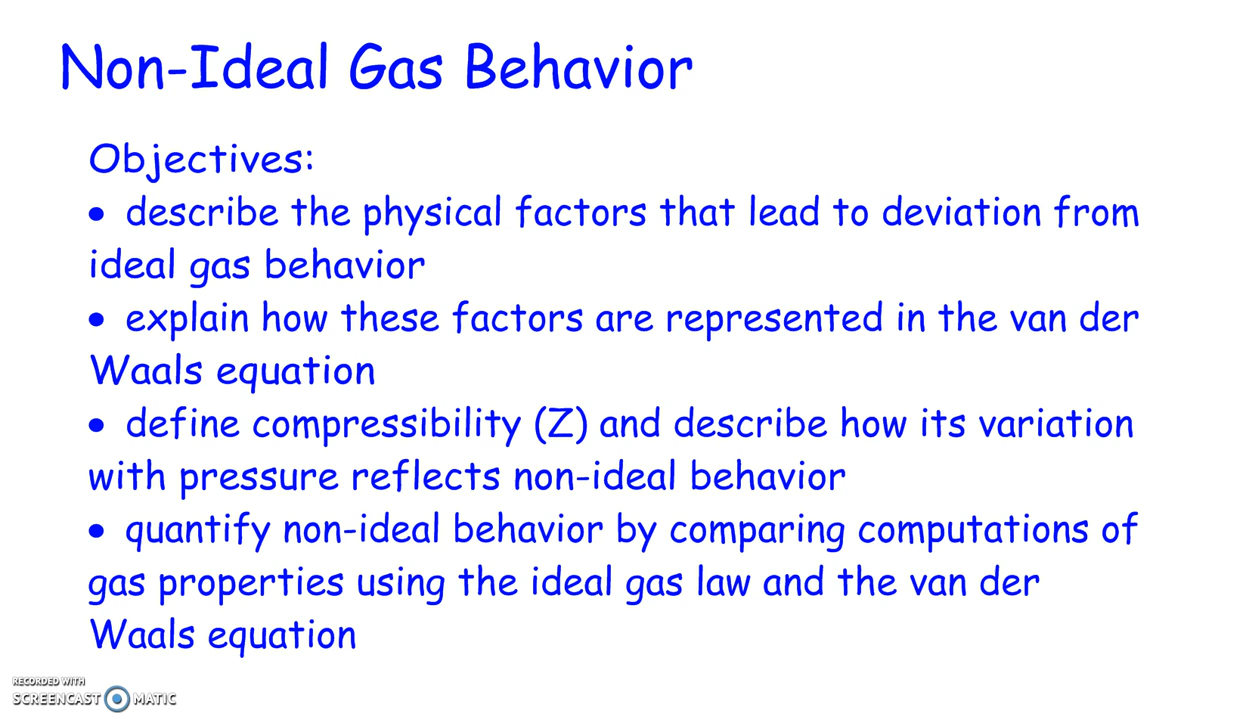 Non-Ideal Gas Behavior
Objectives:
• describe the physical factors that lead to deviation from
ideal gas behavior
• explain how these factors are represented in the van der
Waals equation
• define compressibility (Z) and describe how its variation
with pressure reflects non-ideal behavior
• quantify non-ideal behavior by comparing computations of
gas properties using the ideal gas law and the van der
Waals equation
RECORDED WITH
SCREENCAST MATIC